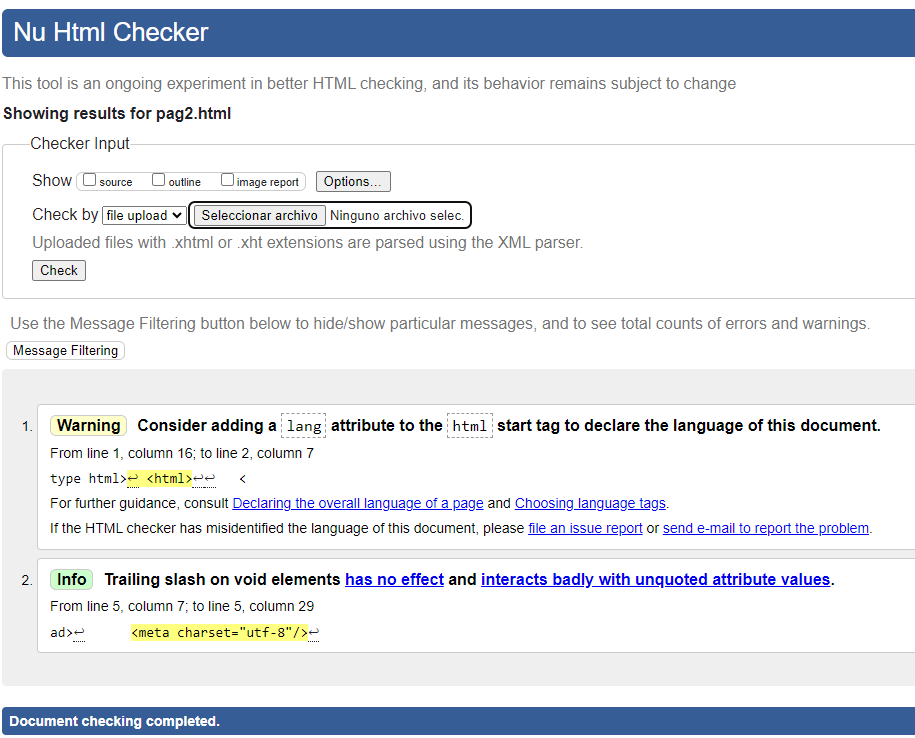 Nu Html Checker
This tool is an ongoing experiment in better HTML checking, and its behavior remains subject to change
Showing results for pag2.html
Checker Input
Show source outline image report Options...
Check by file upload Seleccionar archivo Ninguno archivo selec.
Uploaded files with .xhtml or .xht extensions are parsed using the XML parser.
Check
Use the Message Filtering button below to hide/show particular messages, and to see total counts of errors and warnings.
Message Filtering
1. Warning Consider adding a lang attribute to the html start tag to declare the language of this document.
From line 1, column 16; to line 2, column 7
type html>↩ <html>↩↩ <
For further guidance, consult Declaring the overall language of a page and Choosing language tags.
If the HTML checker has misidentified the language of this document, please file an issue report or send e-mail to report the problem.
2. Info Trailing slash on void elements has no effect and interacts badly with unquoted attribute values.
From line 5, column 7; to line 5, column 29
ad>↩ <meta charset="utf-8"/>↩
Document checking completed.